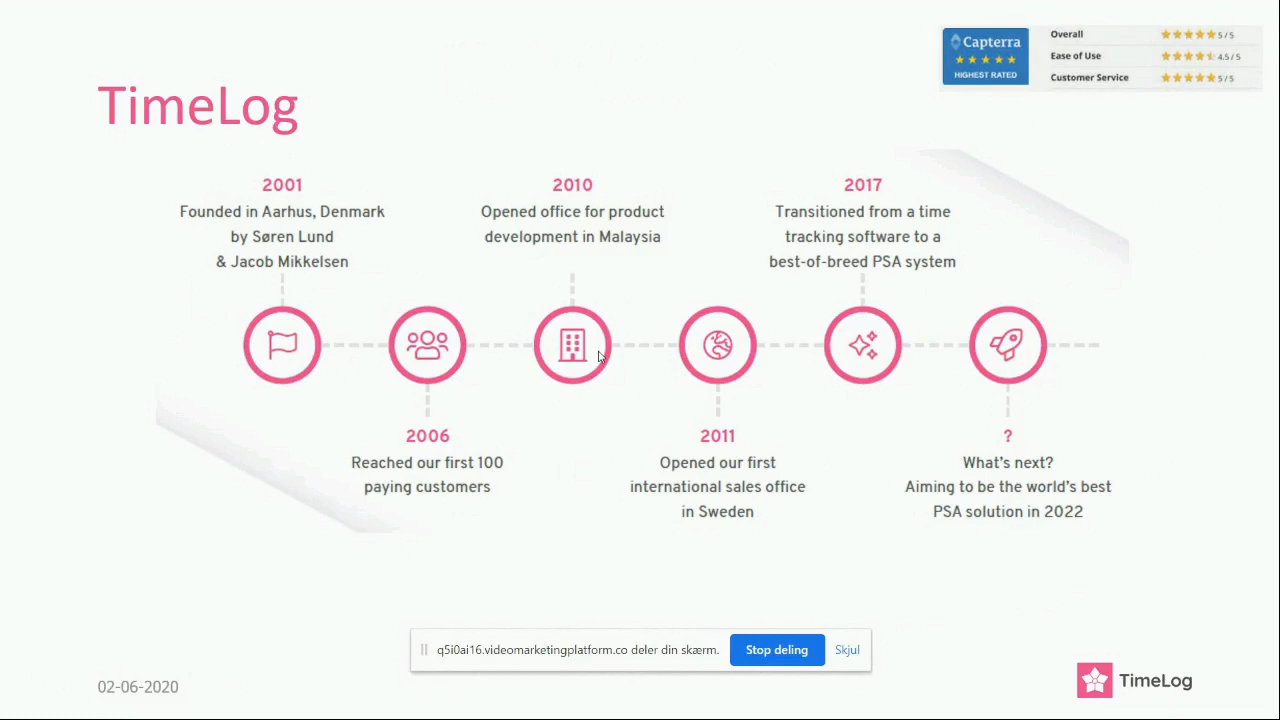 Capterra
HIGHEST RATED
Overall 5 / 5
Ease of Use 4.5 / 5
Customer Service 5 / 5
TimeLog
2001
Founded in Aarhus, Denmark
by Søren Lund
& Jacob Mikkelsen
2010
Opened office for product
development in Malaysia
2017
Transitioned from a time
tracking software to a
best-of-breed PSA system
2006
Reached our first 100
paying customers
2011
Opened our first
international sales office
in Sweden
?
What's next?
Aiming to be the world's best
PSA solution in 2022
q5i0ai16.videomarketingplatform.co deler din skærm.
Stop deling
Skjul
02-06-2020
TimeLog